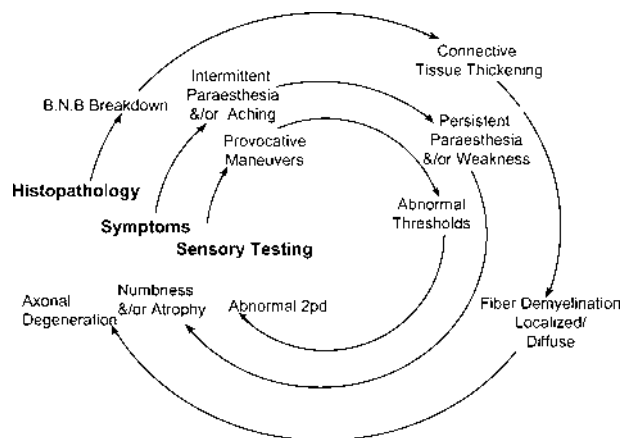 Connective
Tissue Thickening
Intermittent
Paraesthesia
&/or Aching
B.N.B Breakdown
Persistent
Paraesthesia
&/or Weakness
Provocative
Maneuvers
Histopathology
Symptoms
Sensory Testing
Abnormal
Thresholds
Axonal
Degeneration
Numbness
&/or Atrophy
Abnormal 2pd
Fiber Demyelination
Localized/
Diffuse